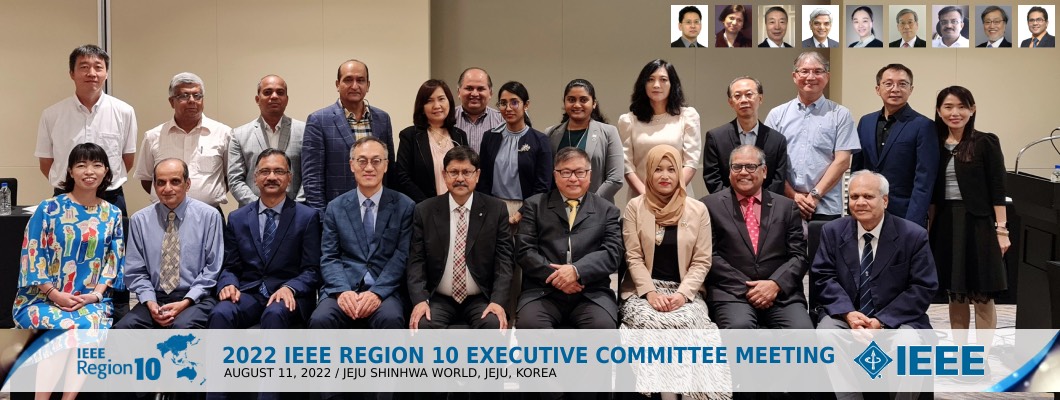 IEEE
Region 10
2022 IEEE REGION 10 EXECUTIVE COMMITTEE MEETING
AUGUST 11, 2022 / JEJU SHINHWA WORLD, JEJU, KOREA
IEEE